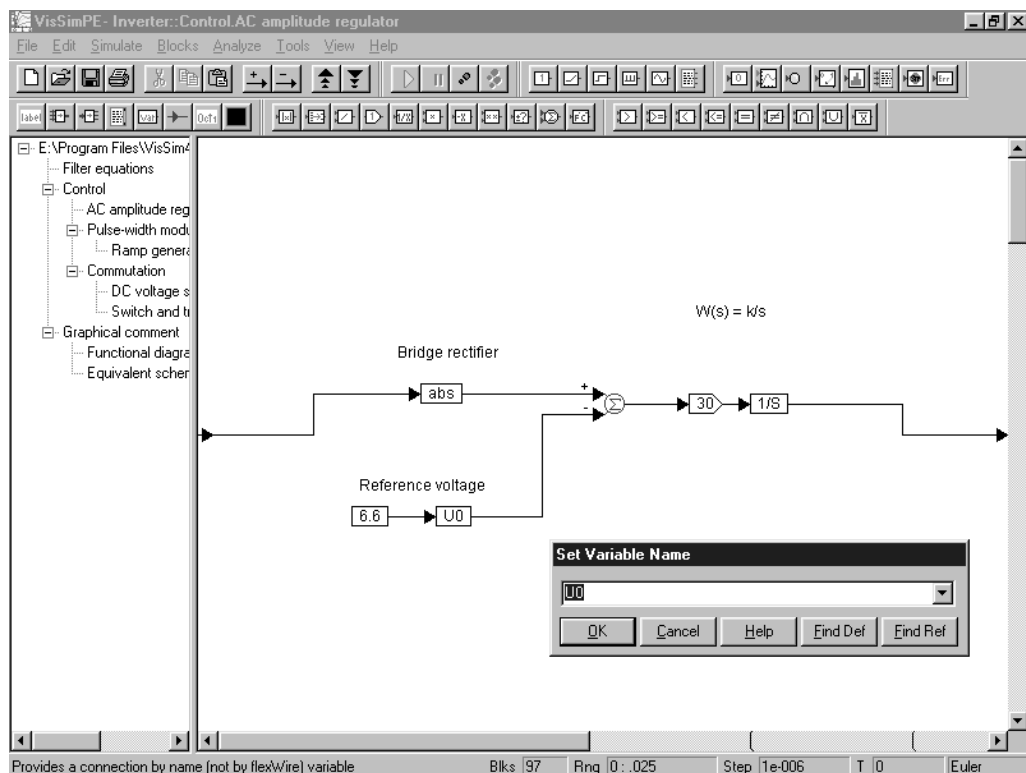 VisSimPE- Inverter::Control.AC amplitude regulator
File Edit Simulate Blocks Analyze Tools View Help
label var Oct1
E:\Program Files\VisSim4
Filter equations
Control
AC amplitude reg
Pulse-width modu
Ramp genera
Commutation
DC voltage s
Switch and tr
Graphical comment
Functional diagra
Equivalent scher
W(s) = k/s
Bridge rectifier
abs
+
-
Σ
30
1/S
Reference voltage
6.6
U0
Set Variable Name
U0
OK Cancel Help Find Def Find Ref
Provides a connection by name (not by flexWire) variable Blks 97 Rng 0 : .025 Step 1e-006 T 0 Euler